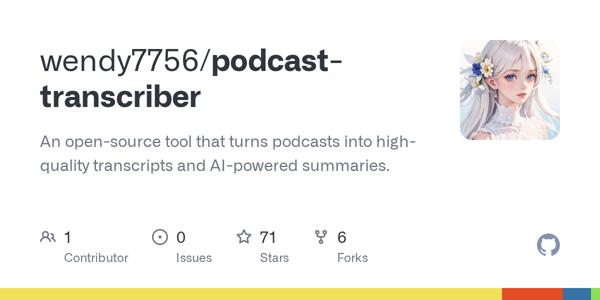 wendy7756/podcast-
transcriber
An open-source tool that turns podcasts into high-
quality transcripts and AI-powered summaries.
1 0 71 6
Contributor Issues Stars Forks